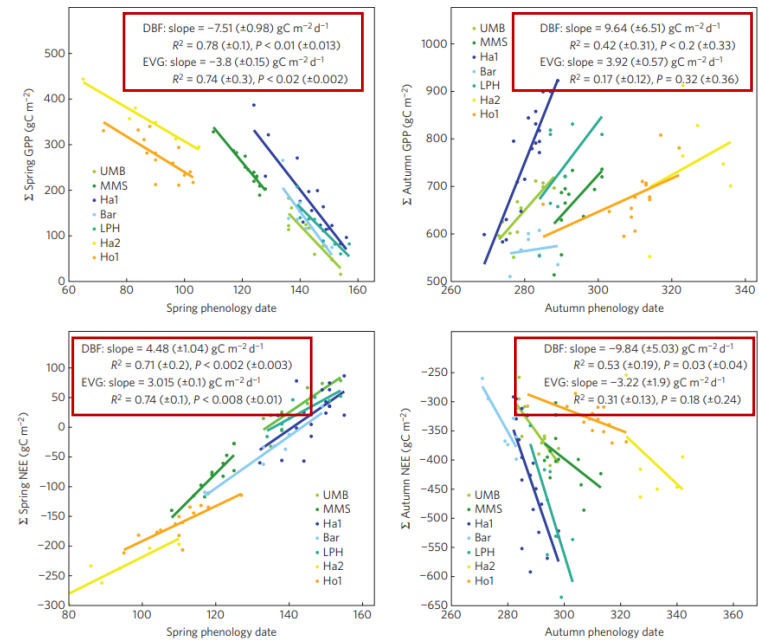 DBF: slope = −7.51 (±0.98) gC m⁻² d⁻¹
R² = 0.78 (±0.1), P < 0.01 (±0.013)
EVG: slope = −3.8 (±0.15) gC m⁻² d⁻¹
R² = 0.74 (±0.3), P < 0.02 (±0.002)
Σ Spring GPP (gC m⁻²)
500
400
300
200
100
0
UMB
MMS
Ha1
Bar
LPH
Ha2
Ho1
60 80 100 120 140 160
Spring phenology date
DBF: slope = 9.64 (±6.51) gC m⁻² d⁻¹
R² = 0.42 (±0.31), P < 0.2 (±0.33)
EVG: slope = 3.92 (±0.57) gC m⁻² d⁻¹
R² = 0.17 (±0.12), P = 0.32 (±0.36)
UMB
MMS
Ha1
Bar
LPH
Ha2
Ho1
Σ Autumn GPP (gC m⁻²)
1000
900
800
700
600
500
260 280 300 320 340
Autumn phenology date
DBF: slope = 4.48 (±1.04) gC m⁻² d⁻¹
R² = 0.71 (±0.2), P < 0.002 (±0.003)
EVG: slope = 3.015 (±0.1) gC m⁻² d⁻¹
R² = 0.74 (±0.1), P < 0.008 (±0.01)
Σ Spring NEE (gC m⁻²)
100
50
0
−50
−100
−150
−200
−250
−300
UMB
MMS
Ha1
Bar
LPH
Ha2
Ho1
80 100 120 140 160
Spring phenology date
DBF: slope = −9.84 (±5.03) gC m⁻² d⁻¹
R² = 0.53 (±0.19), P = 0.03 (±0.04)
EVG: slope = −3.22 (±1.9) gC m⁻² d⁻¹
R² = 0.31 (±0.13), P = 0.18 (±0.24)
Σ Autumn NEE (gC m⁻²)
−250
−300
−350
−400
−450
−500
−550
−600
−650
UMB
MMS
Ha1
Bar
LPH
Ha2
Ho1
260 280 300 320 340 360
Autumn phenology date